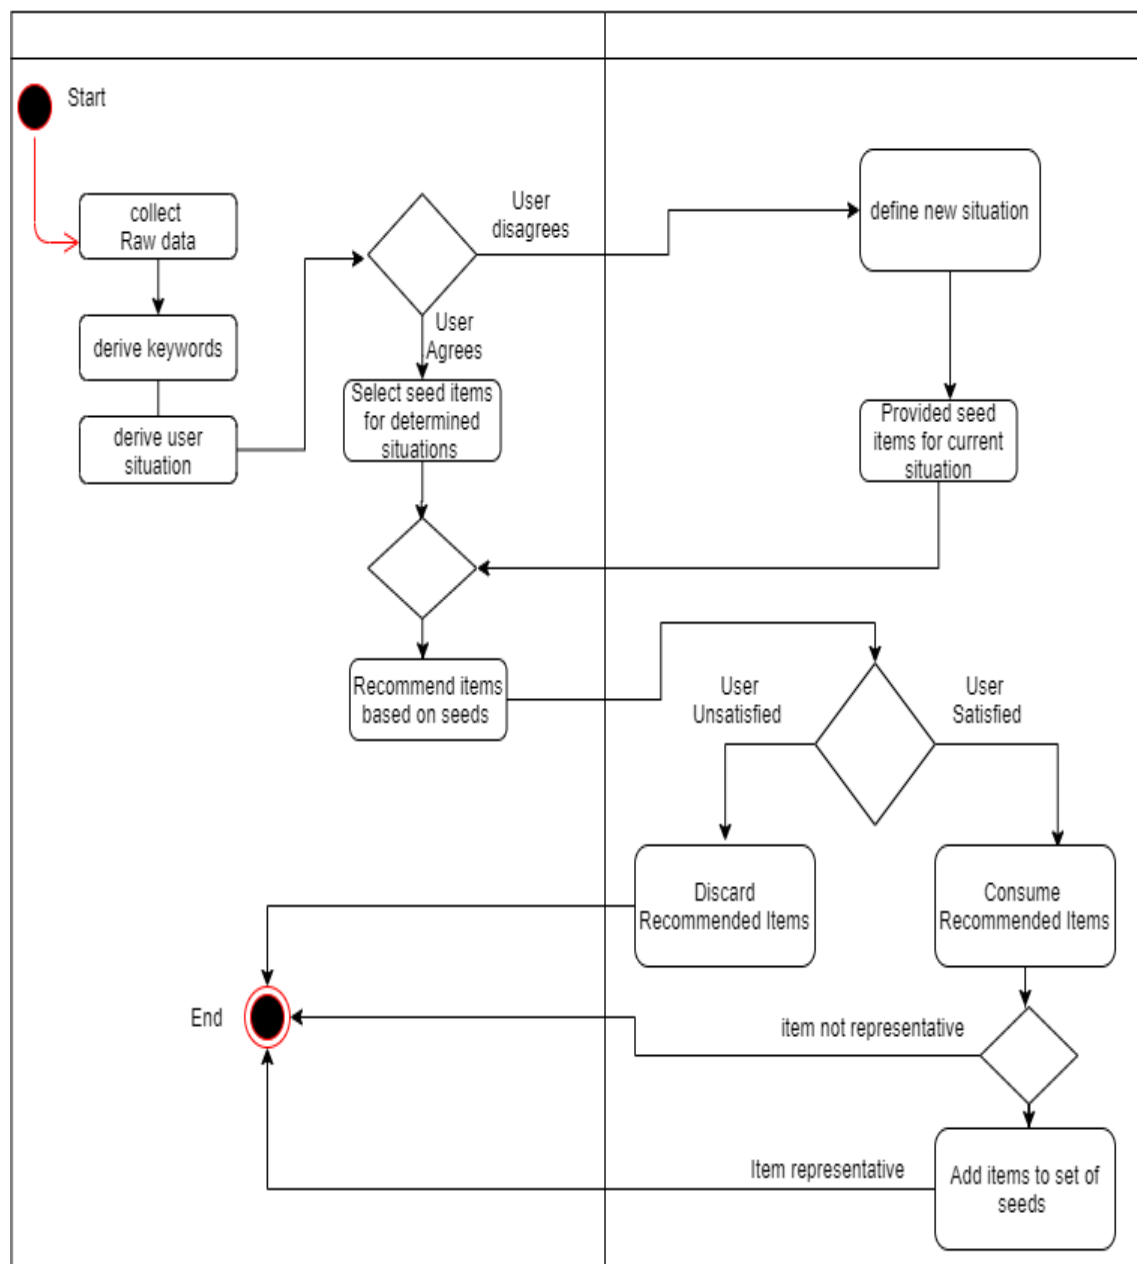 Start
collect
Raw data
derive keywords
derive user
situation
User
disagrees
User
Agrees
Select seed items
for determined
situations
define new situation
Provided seed
items for current
situation
Recommend items
based on seeds
User
Unsatisfied
User
Satisfied
Discard
Recommended Items
Consume
Recommended Items
End
item not representative
Item representative
Add items to set of
seeds